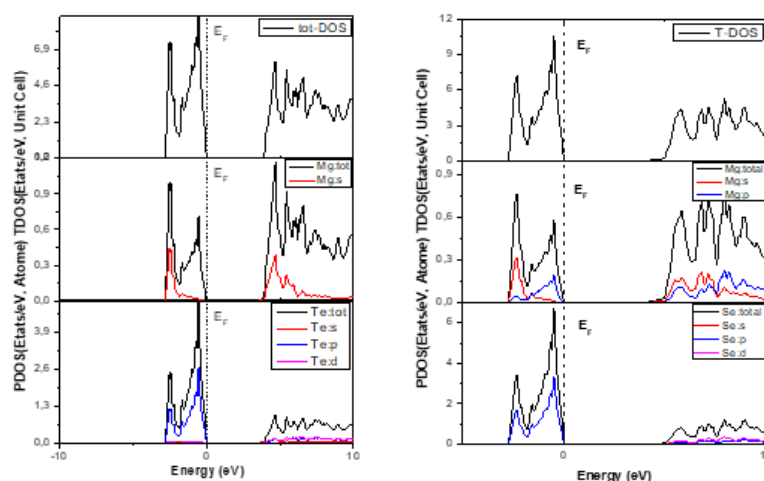 PDOS(Etats/eV, Atome) TDOS(Etats/eV, Unit Cell)
6,9
4,6
2,3
E_F
tot-DOS
0,9
0,6
0,3
0,0
E_F
Mg:tot
Mg:s
3,9
2,6
1,3
0,0
E_F
Te:tot
Te:s
Te:p
Te:d
-10
0
10
Energy (eV)
PDOS(Etats/eV, Atome) TDOS(Etats/eV, Unit Cell)
12
9
6
3
E_F
T-DOS
0,9
0,6
0,3
0,0
E_F
Mg:total
Mg:s
Mg:p
6
4
2
0
E_F
Se:total
Se:s
Se:p
Se:d
0
Energy (eV)